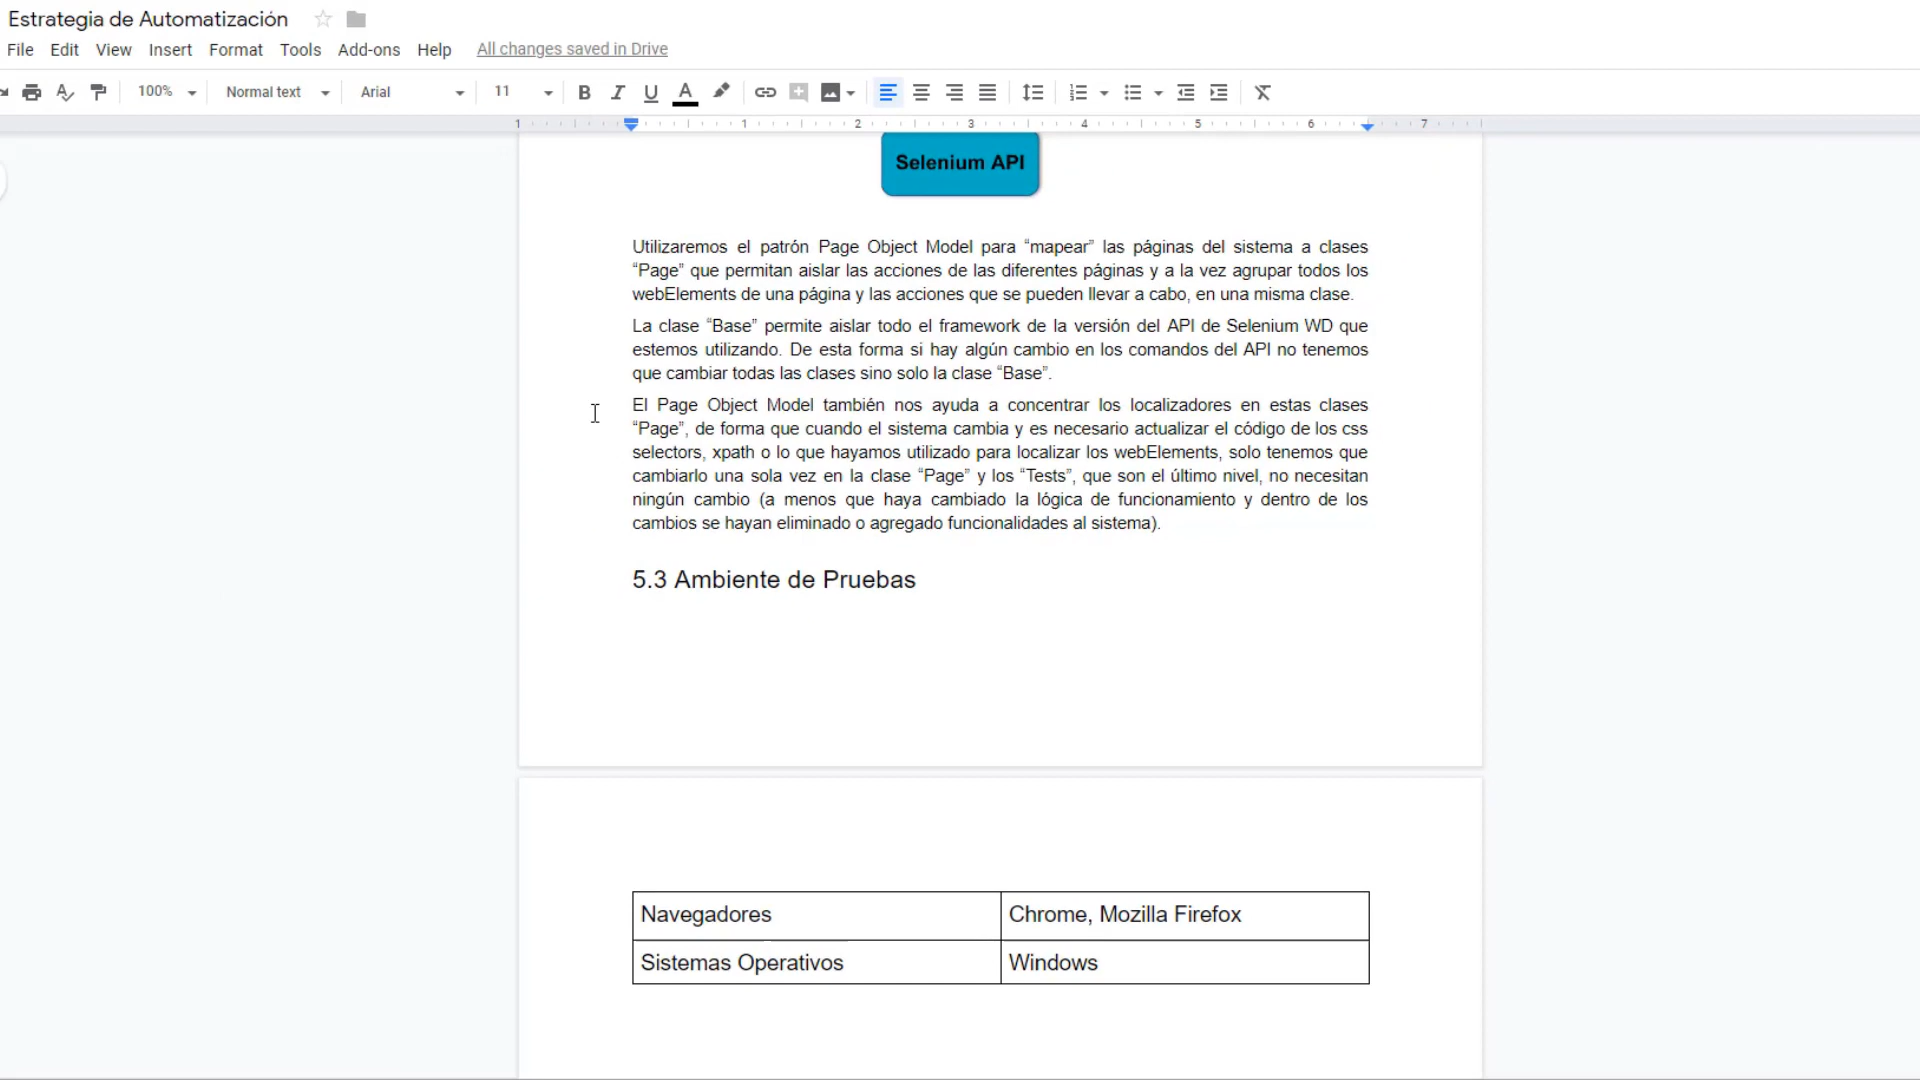 Estrategia de Automatización
File Edit View Insert Format Tools Add-ons Help All changes saved in Drive
100% Normal text Arial 11 B I U A
1 1 2 3 4 5 6 7
Selenium API
Utilizaremos el patrón Page Object Model para “mapear” las páginas del sistema a clases
“Page” que permitan aislar las acciones de las diferentes páginas y a la vez agrupar todos los
webElements de una página y las acciones que se pueden llevar a cabo, en una misma clase.
La clase “Base” permite aislar todo el framework de la versión del API de Selenium WD que
estemos utilizando. De esta forma si hay algún cambio en los comandos del API no tenemos
que cambiar todas las clases sino solo la clase “Base”.
El Page Object Model también nos ayuda a concentrar los localizadores en estas clases
“Page”, de forma que cuando el sistema cambia y es necesario actualizar el código de los css
selectors, xpath o lo que hayamos utilizado para localizar los webElements, solo tenemos que
cambiarlo una sola vez en la clase “Page” y los “Tests”, que son el último nivel, no necesitan
ningún cambio (a menos que haya cambiado la lógica de funcionamiento y dentro de los
cambios se hayan eliminado o agregado funcionalidades al sistema).
5.3 Ambiente de Pruebas
Navegadores Chrome, Mozilla Firefox
Sistemas Operativos Windows